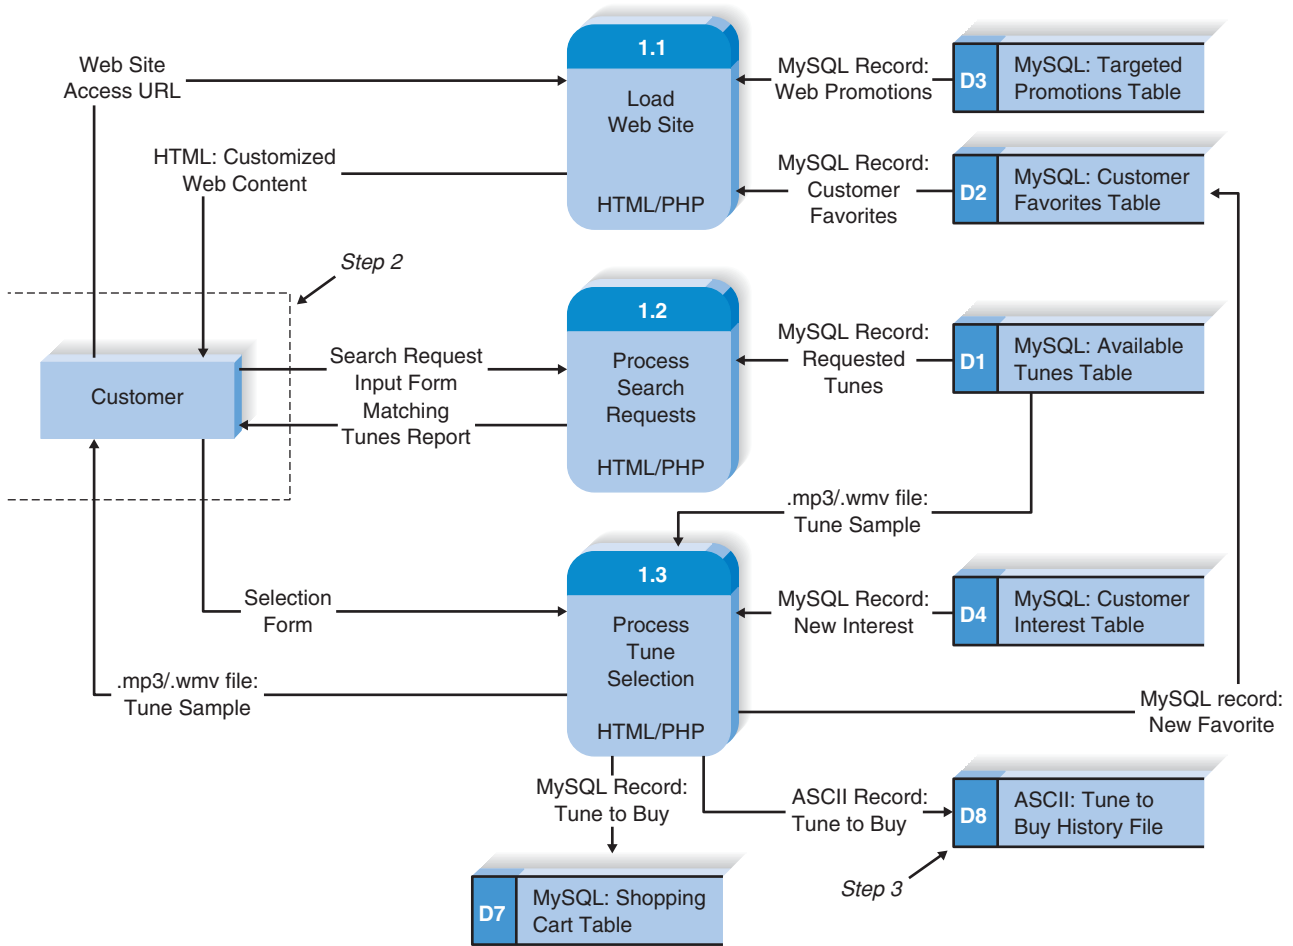 Web Site
Access URL
1.1
Load
Web Site
HTML/PHP
MySQL Record:
Web Promotions
D3
MySQL: Targeted
Promotions Table
HTML: Customized
Web Content
MySQL Record:
Customer
Favorites
D2
MySQL: Customer
Favorites Table
Step 2
Customer
Search Request
Input Form
Matching
Tunes Report
1.2
Process
Search
Requests
HTML/PHP
MySQL Record:
Requested
Tunes
D1
MySQL: Available
Tunes Table
.mp3/.wmv file:
Tune Sample
Selection
Form
1.3
Process
Tune
Selection
HTML/PHP
MySQL Record:
New Interest
D4
MySQL: Customer
Interest Table
.mp3/.wmv file:
Tune Sample
MySQL record:
New Favorite
MySQL Record:
Tune to Buy
ASCII Record:
Tune to Buy
D8
ASCII: Tune to
Buy History File
Step 3
D7
MySQL: Shopping
Cart Table